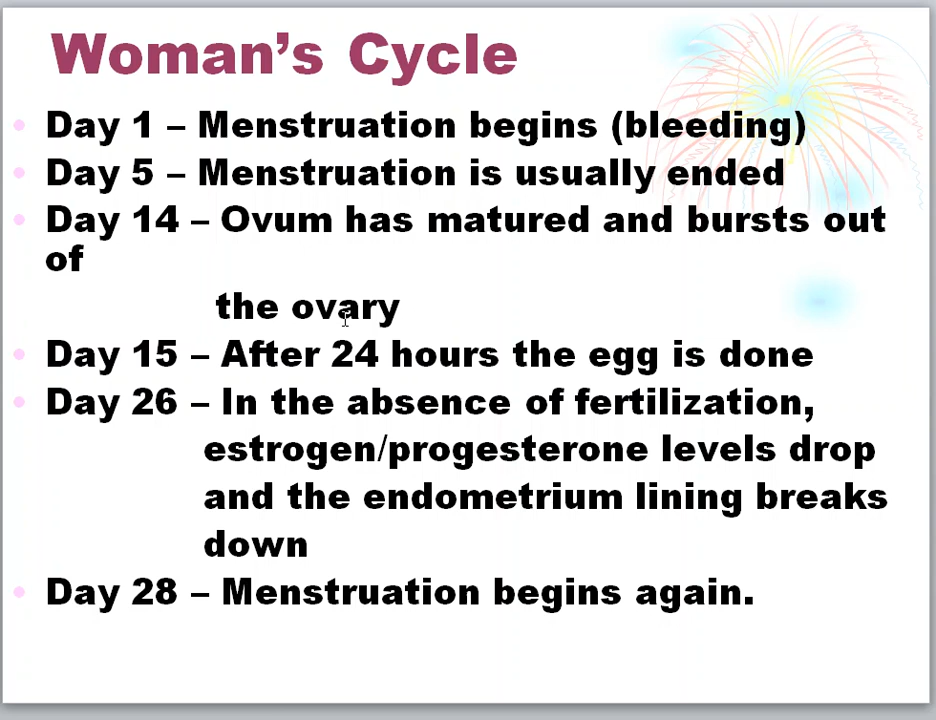 Woman's Cycle
Day 1 – Menstruation begins (bleeding)
Day 5 – Menstruation is usually ended
Day 14 – Ovum has matured and bursts out
of
the ovary
Day 15 – After 24 hours the egg is done
Day 26 – In the absence of fertilization,
estrogen/progesterone levels drop
and the endometrium lining breaks
down
Day 28 – Menstruation begins again.